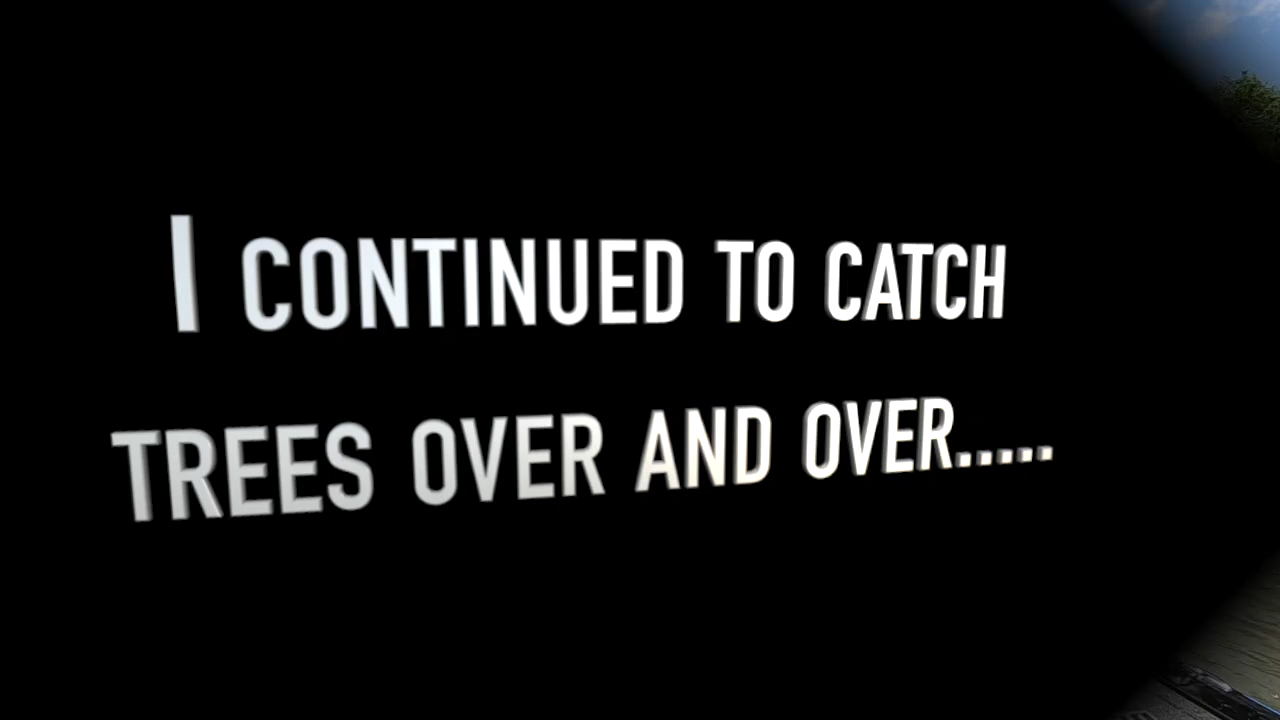 I CONTINUED TO CATCH
TREES OVER AND OVER.....